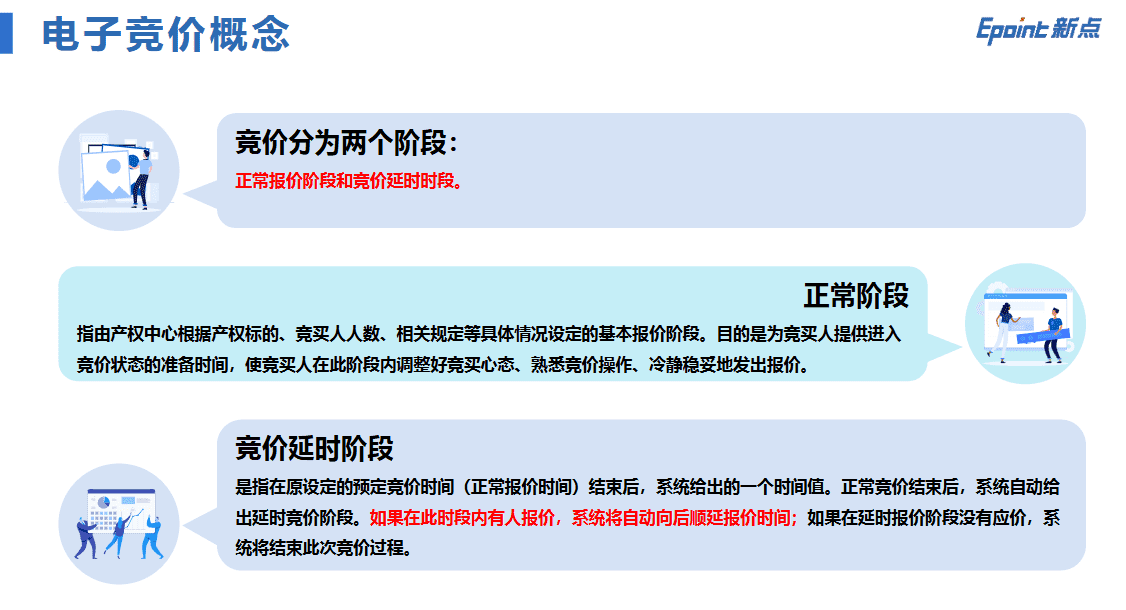 电子竞价概念
Epoint 新点
竞价分为两个阶段：
正常报价阶段和竞价延时时段。
正常阶段
指由产权中心根据产权标的、竞买人人数、相关规定等具体情况设定的基本报价阶段。目的是为竞买人提供进入
竞价状态的准备时间，使竞买人在此阶段内调整好竞买心态、熟悉竞价操作、冷静稳妥地发出报价。
竞价延时阶段
是指在原设定的预定竞价时间（正常报价时间）结束后，系统给出的一个时间值。正常竞价结束后，系统自动给
出延时竞价阶段。如果在此时段内有人报价，系统将自动向后顺延报价时间；如果在延时报价阶段没有应价，系
统将结束此次竞价过程。